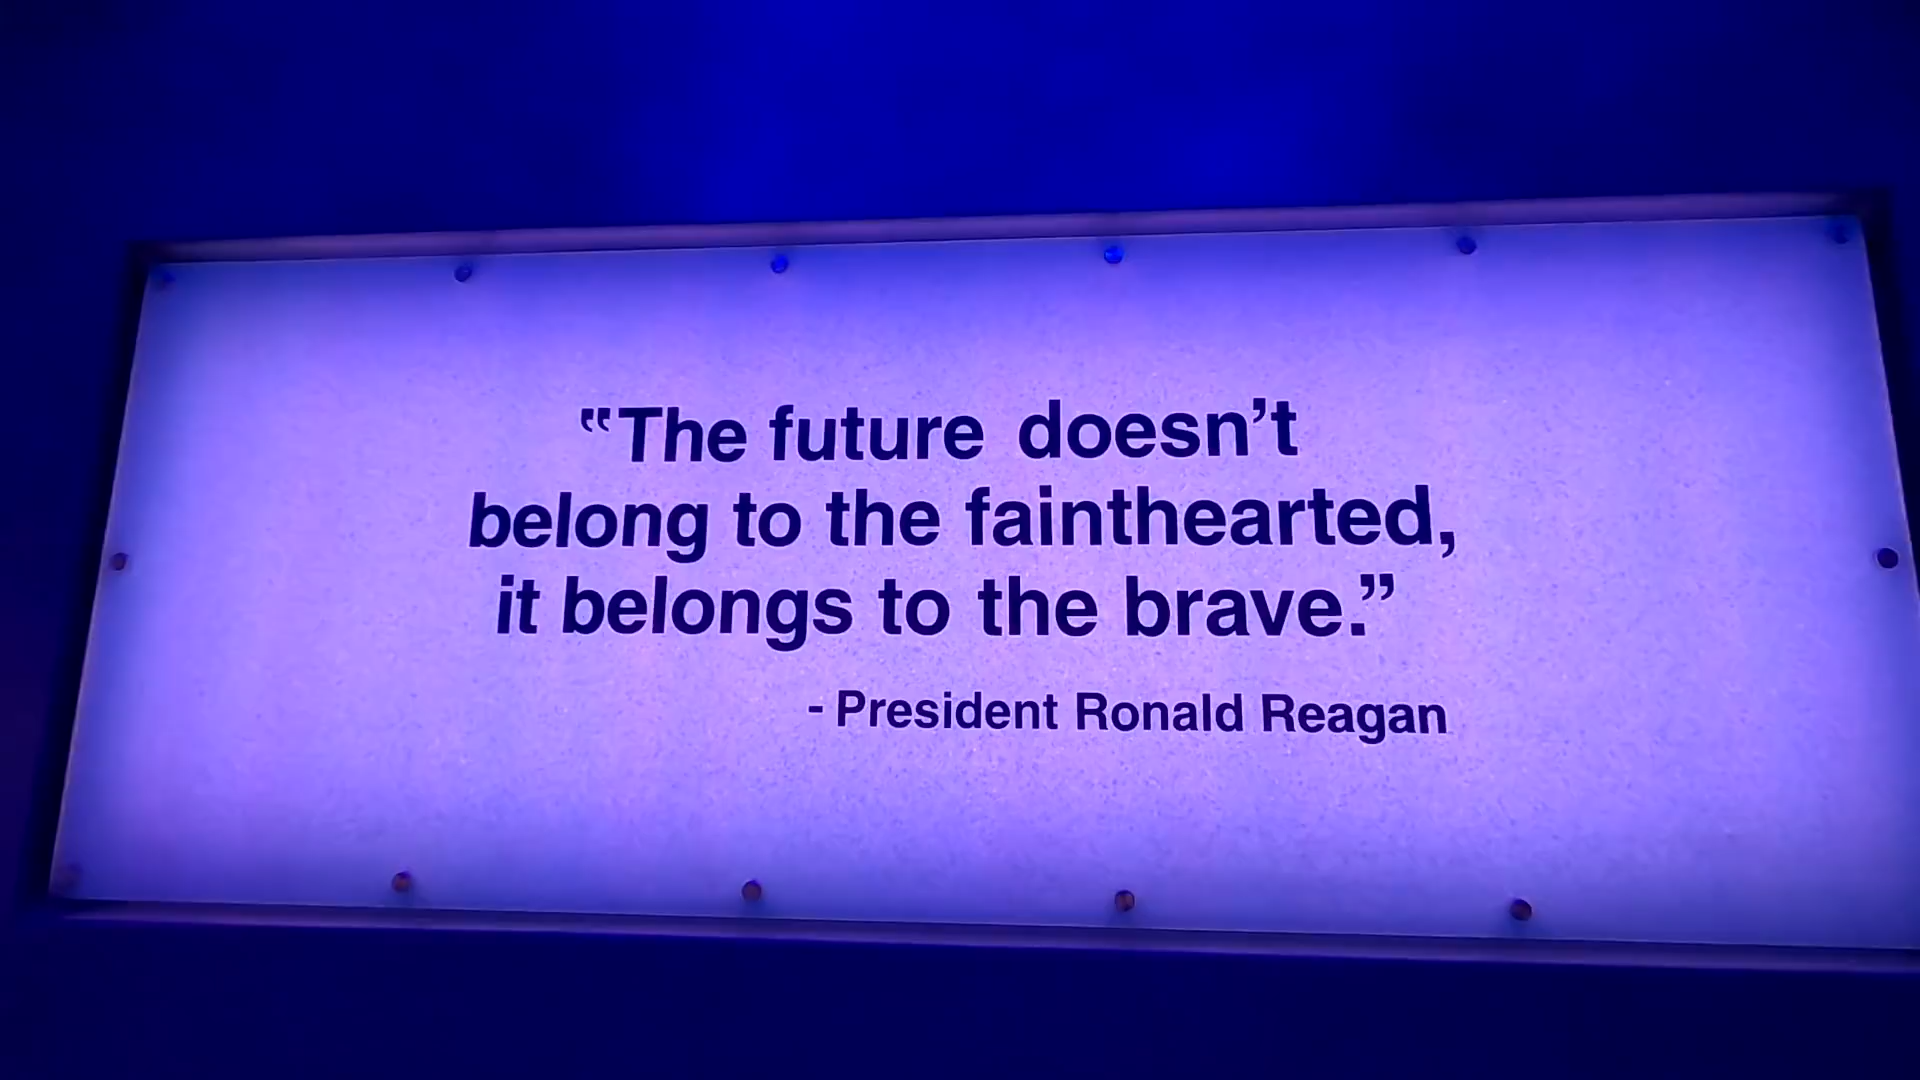 “The future doesn’t
belong to the fainthearted,
it belongs to the brave.”
- President Ronald Reagan